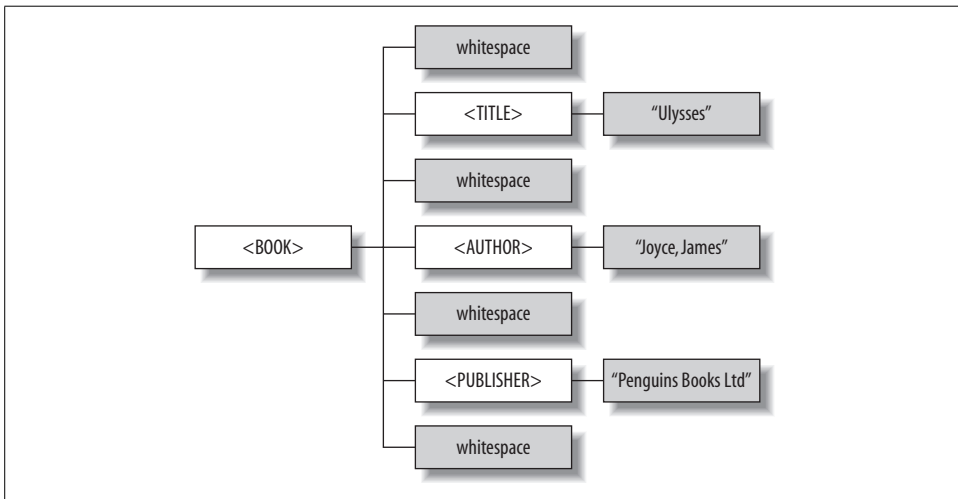 whitespace
<TITLE> “Ulysses”
whitespace
<BOOK> <AUTHOR> “Joyce, James”
whitespace
<PUBLISHER> “Penguins Books Ltd”
whitespace